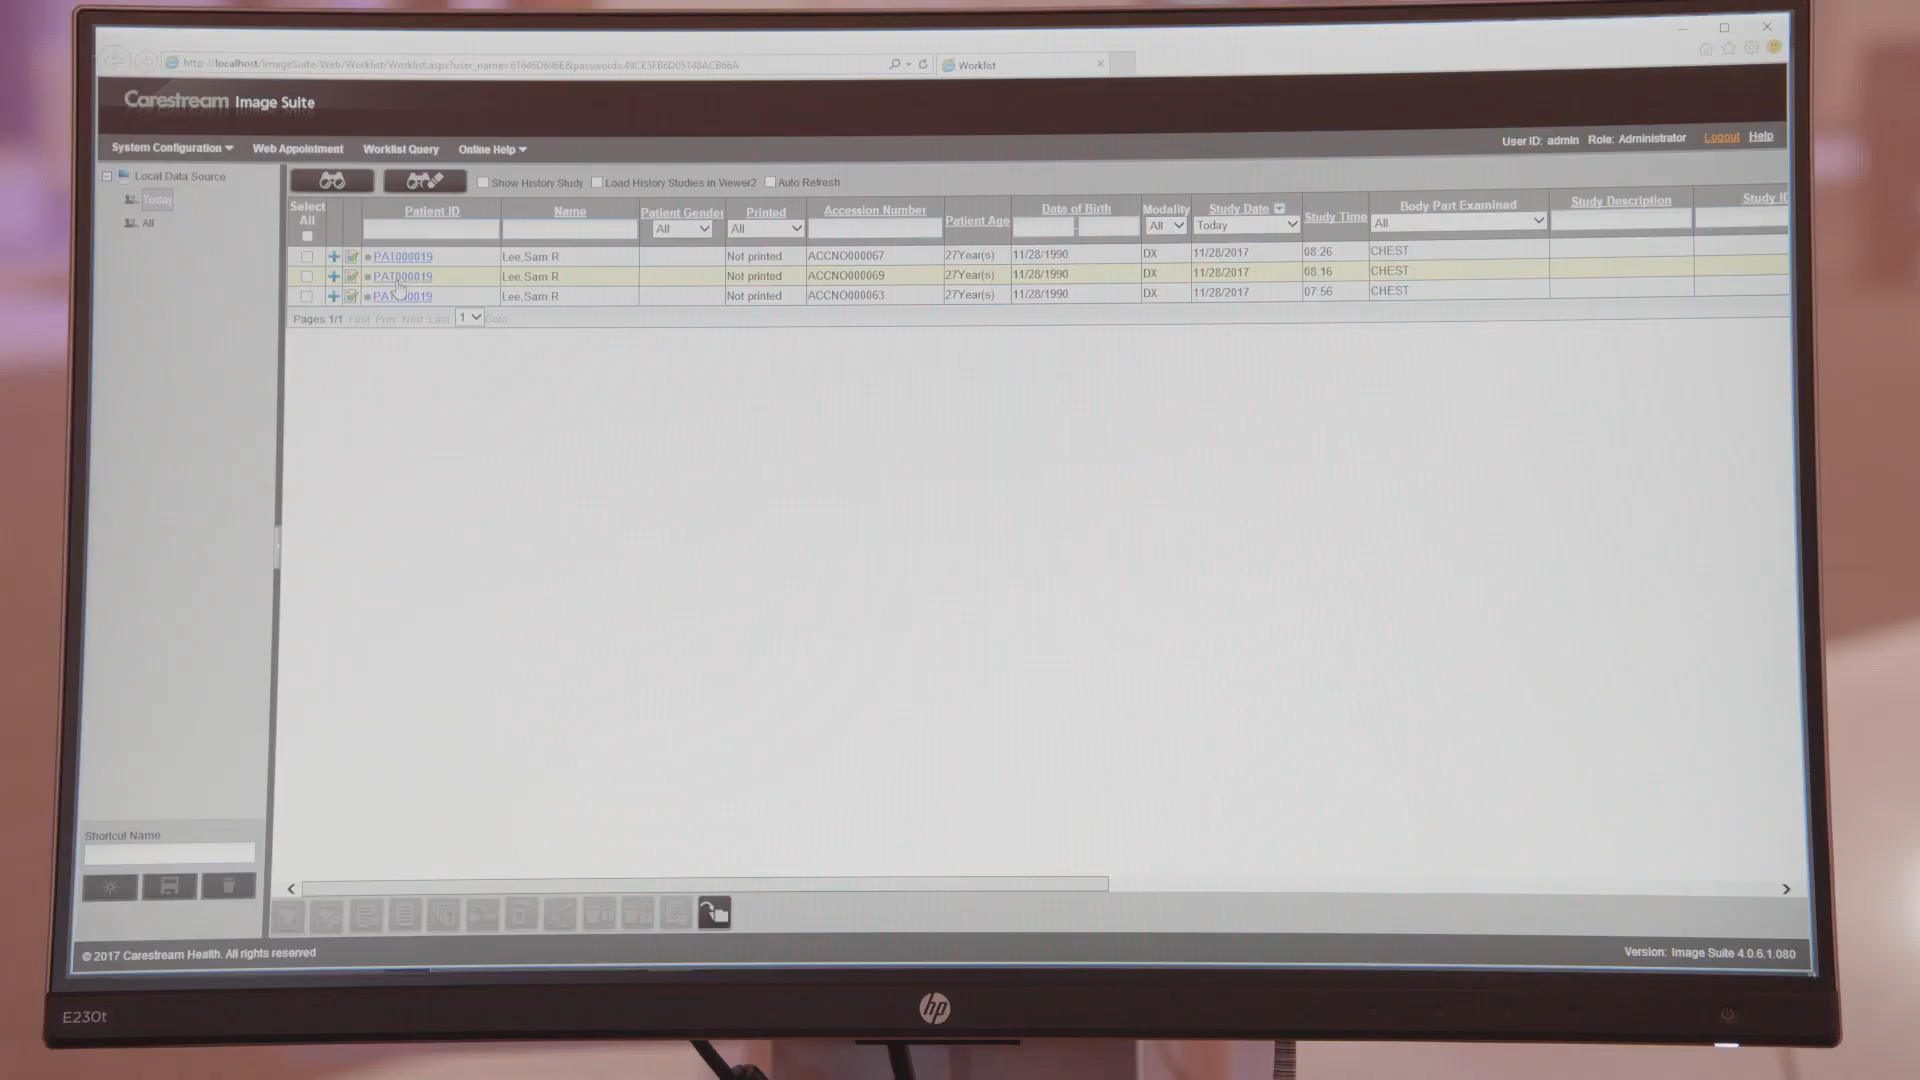 http://localhost/ImageSuite/Web/Worklist/Worklist.aspx?user_name=61646D696E&password=49CE5FB6D05148ACB66A
Worklist
Carestream Image Suite
System Configuration Web Appointment Worklist Query Online Help
User ID: admin Role: Administrator Logout Help
Local Data Source
Today
All
Show History Study Load History Studies in Viewer2 Auto Refresh
Select All Patient ID Name Patient Gender Printed Accession Number Patient Age Date of Birth Modality Study Date Study Time Body Part Examined Study Description Study ID
All All All Today All
PAT000019 Lee,Sam R Not printed ACCNO000067 27Year(s) 11/28/1990 DX 11/28/2017 08:26 CHEST
PAT000019 Lee,Sam R Not printed ACCNO000069 27Year(s) 11/28/1990 DX 11/28/2017 08:16 CHEST
PAT000019 Lee,Sam R Not printed ACCNO000063 27Year(s) 11/28/1990 DX 11/28/2017 07:56 CHEST
Pages 1/1 First Prev Next Last 1 Goto
Shortcut Name
© 2017 Carestream Health. All rights reserved
Version: Image Suite 4.0.6.1.080
E230t
hp